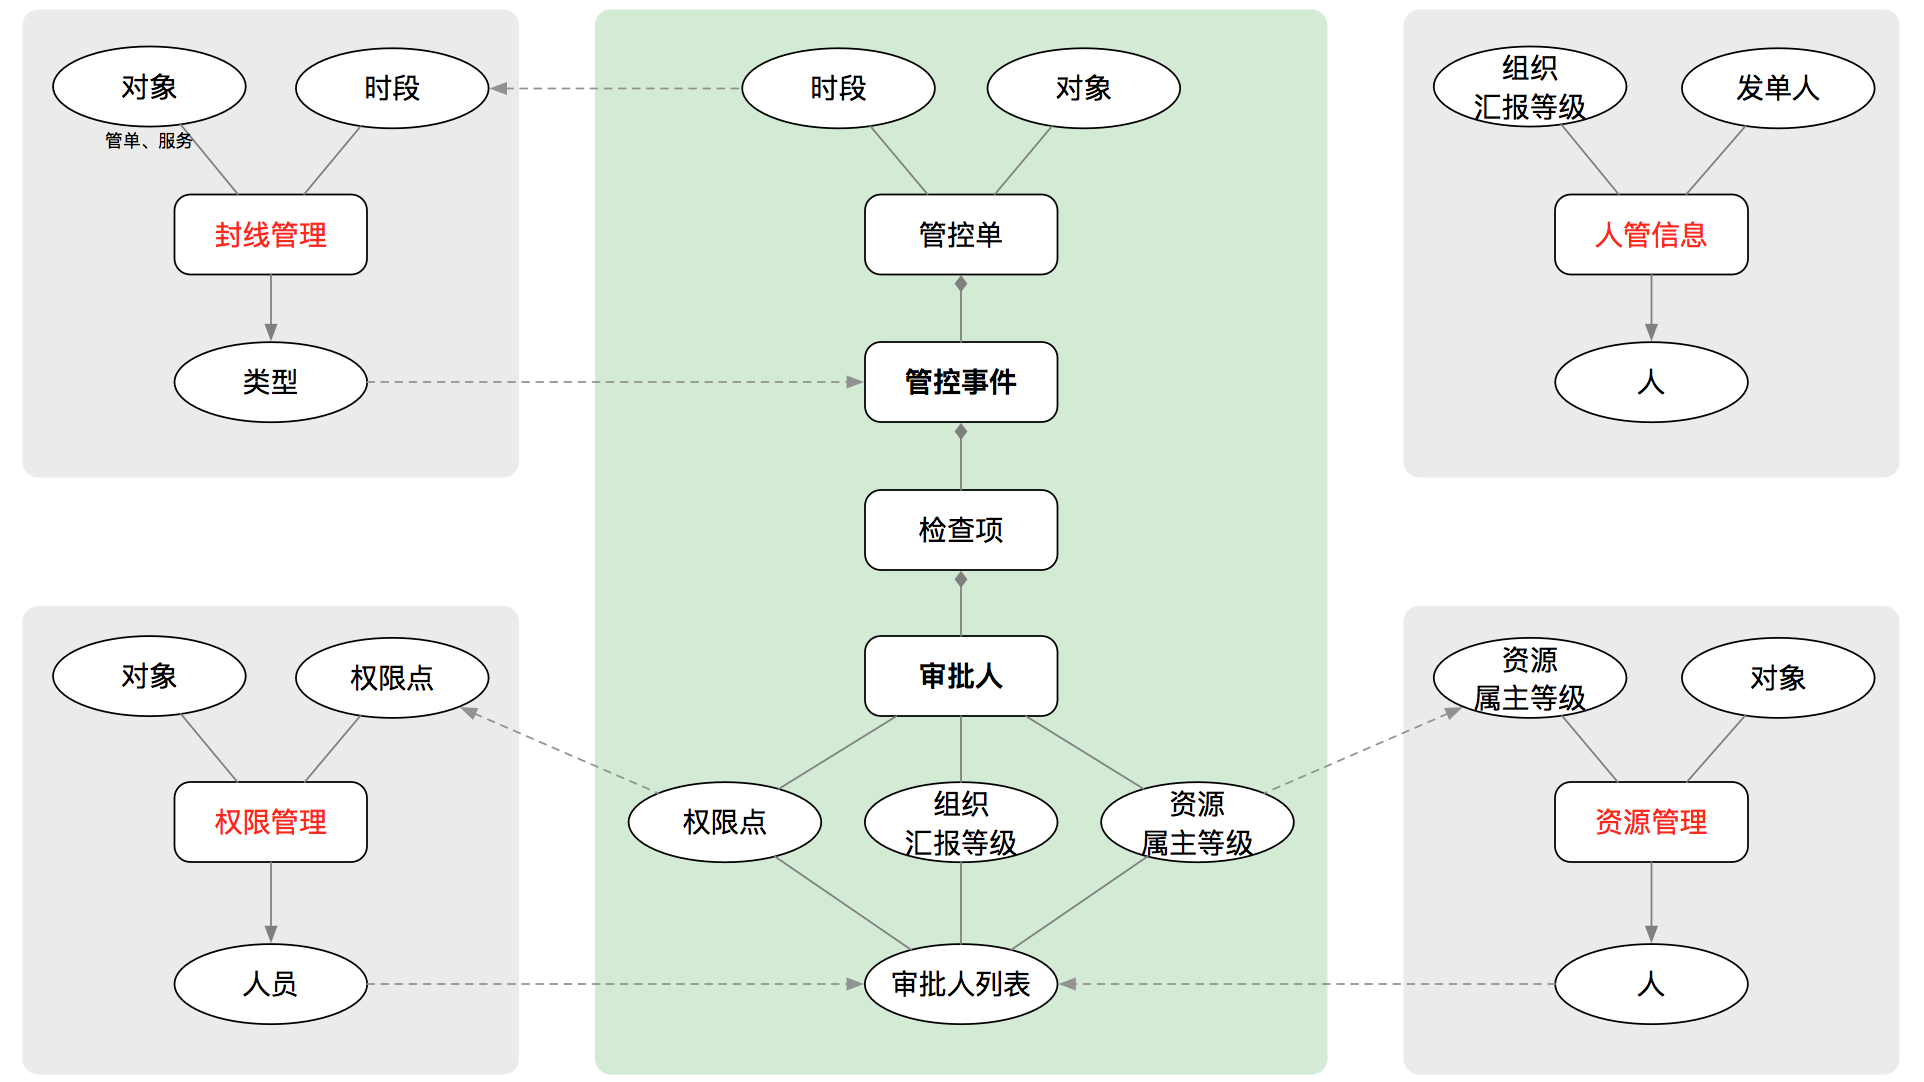 对象
时段
管单、服务
封线管理
类型
时段
对象
管控单
管控事件
检查项
审批人
权限点
组织
汇报等级
资源
属主等级
审批人列表
组织
汇报等级
发单人
人管信息
人
对象
权限点
权限管理
人员
资源
属主等级
对象
资源管理
人